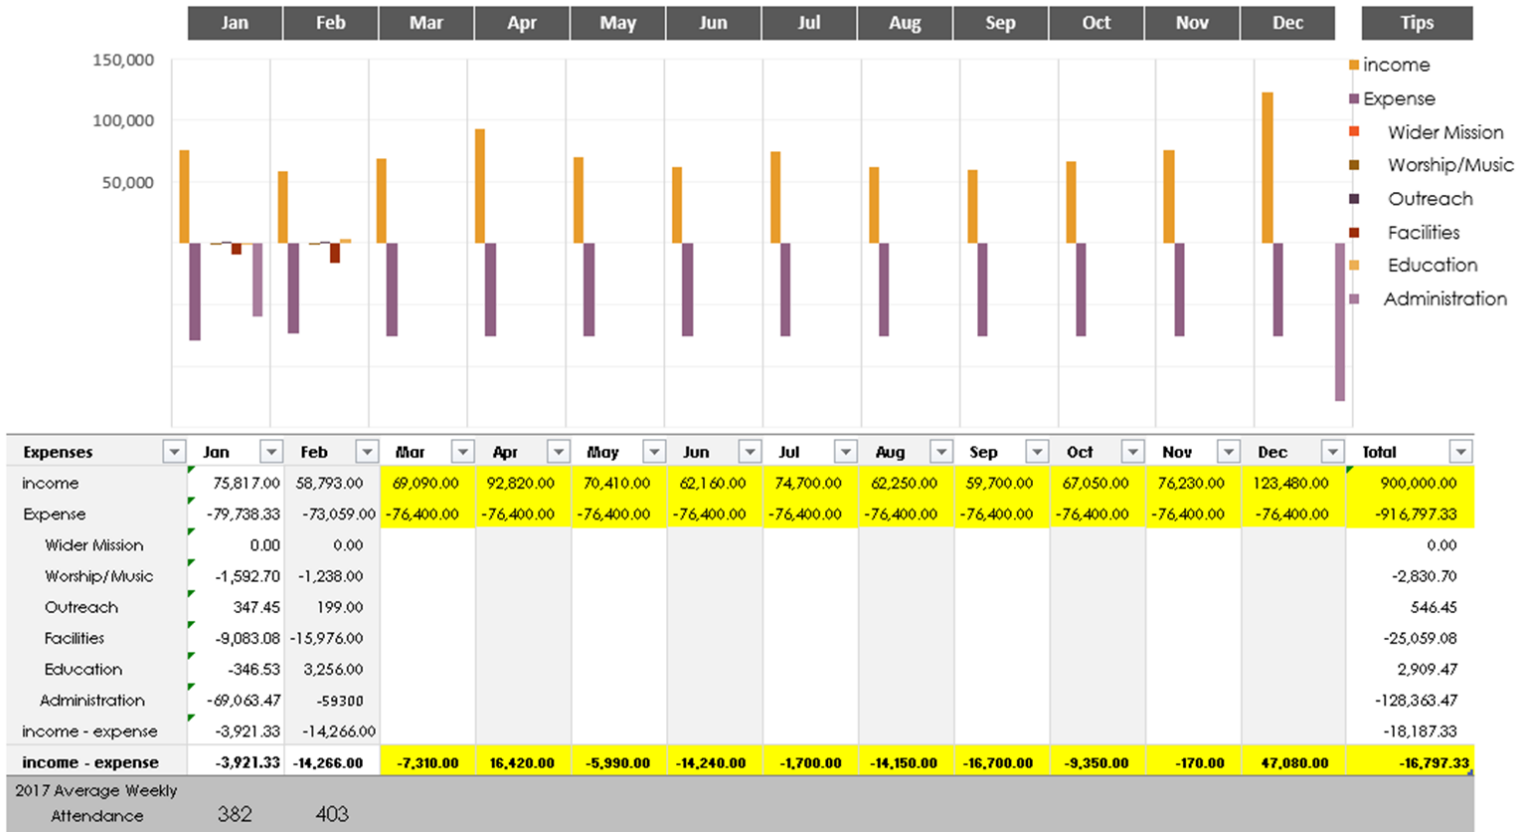 Jan Feb Mar Apr May Jun Jul Aug Sep Oct Nov Dec Tips
150,000
100,000
50,000
income
Expense
Wider Mission
Worship/Music
Outreach
Facilities
Education
Administration
Expenses Jan Feb Mar Apr May Jun Jul Aug Sep Oct Nov Dec Total
income 75,817.00 58,793.00 69,090.00 92,820.00 70,410.00 62,160.00 74,700.00 62,250.00 59,700.00 67,050.00 76,230.00 123,480.00 900,000.00
Expense -79,738.33 -73,059.00 -76,400.00 -76,400.00 -76,400.00 -76,400.00 -76,400.00 -76,400.00 -76,400.00 -76,400.00 -76,400.00 -76,400.00 -916,797.33
Wider Mission 0.00 0.00 0.00
Worship/Music -1,592.70 -1,238.00 -2,830.70
Outreach 347.45 199.00 546.45
Facilities -9,083.08 -15,976.00 -25,059.08
Education -346.53 3,256.00 2,909.47
Administration -69,063.47 -59300 -128,363.47
income - expense -3,921.33 -14,266.00 -18,187.33
income - expense -3,921.33 -14,266.00 -7,310.00 16,420.00 -5,990.00 -14,240.00 -1,700.00 -14,150.00 -16,700.00 -9,350.00 -170.00 47,080.00 -16,797.33
2017 Average Weekly
Attendance 382 403